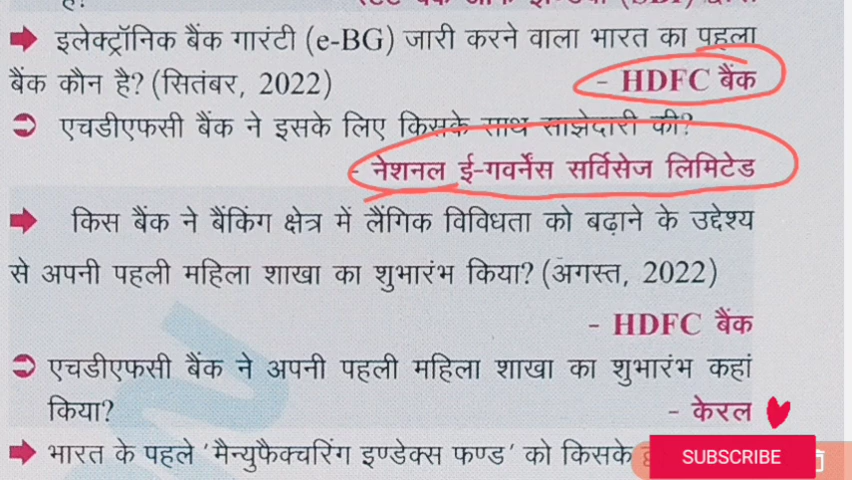 इलेक्ट्रॉनिक बैंक गारंटी (e-BG) जारी करने वाला भारत का पहला
बैंक कौन है? (सितंबर, 2022)
- HDFC बैंक
एचडीएफसी बैंक ने इसके लिए किसके साथ साझेदारी की?
- नेशनल ई-गवर्नेंस सर्विसेज लिमिटेड
किस बैंक ने बैंकिंग क्षेत्र में लैंगिक विविधता को बढ़ाने के उद्देश्य
से अपनी पहली महिला शाखा का शुभारंभ किया? (अगस्त, 2022)
- HDFC बैंक
एचडीएफसी बैंक ने अपनी पहली महिला शाखा का शुभारंभ कहां
किया?
- केरल
भारत के पहले ‘मैन्युफैक्चरिंग इण्डेक्स फण्ड’ को किसके
SUBSCRIBE